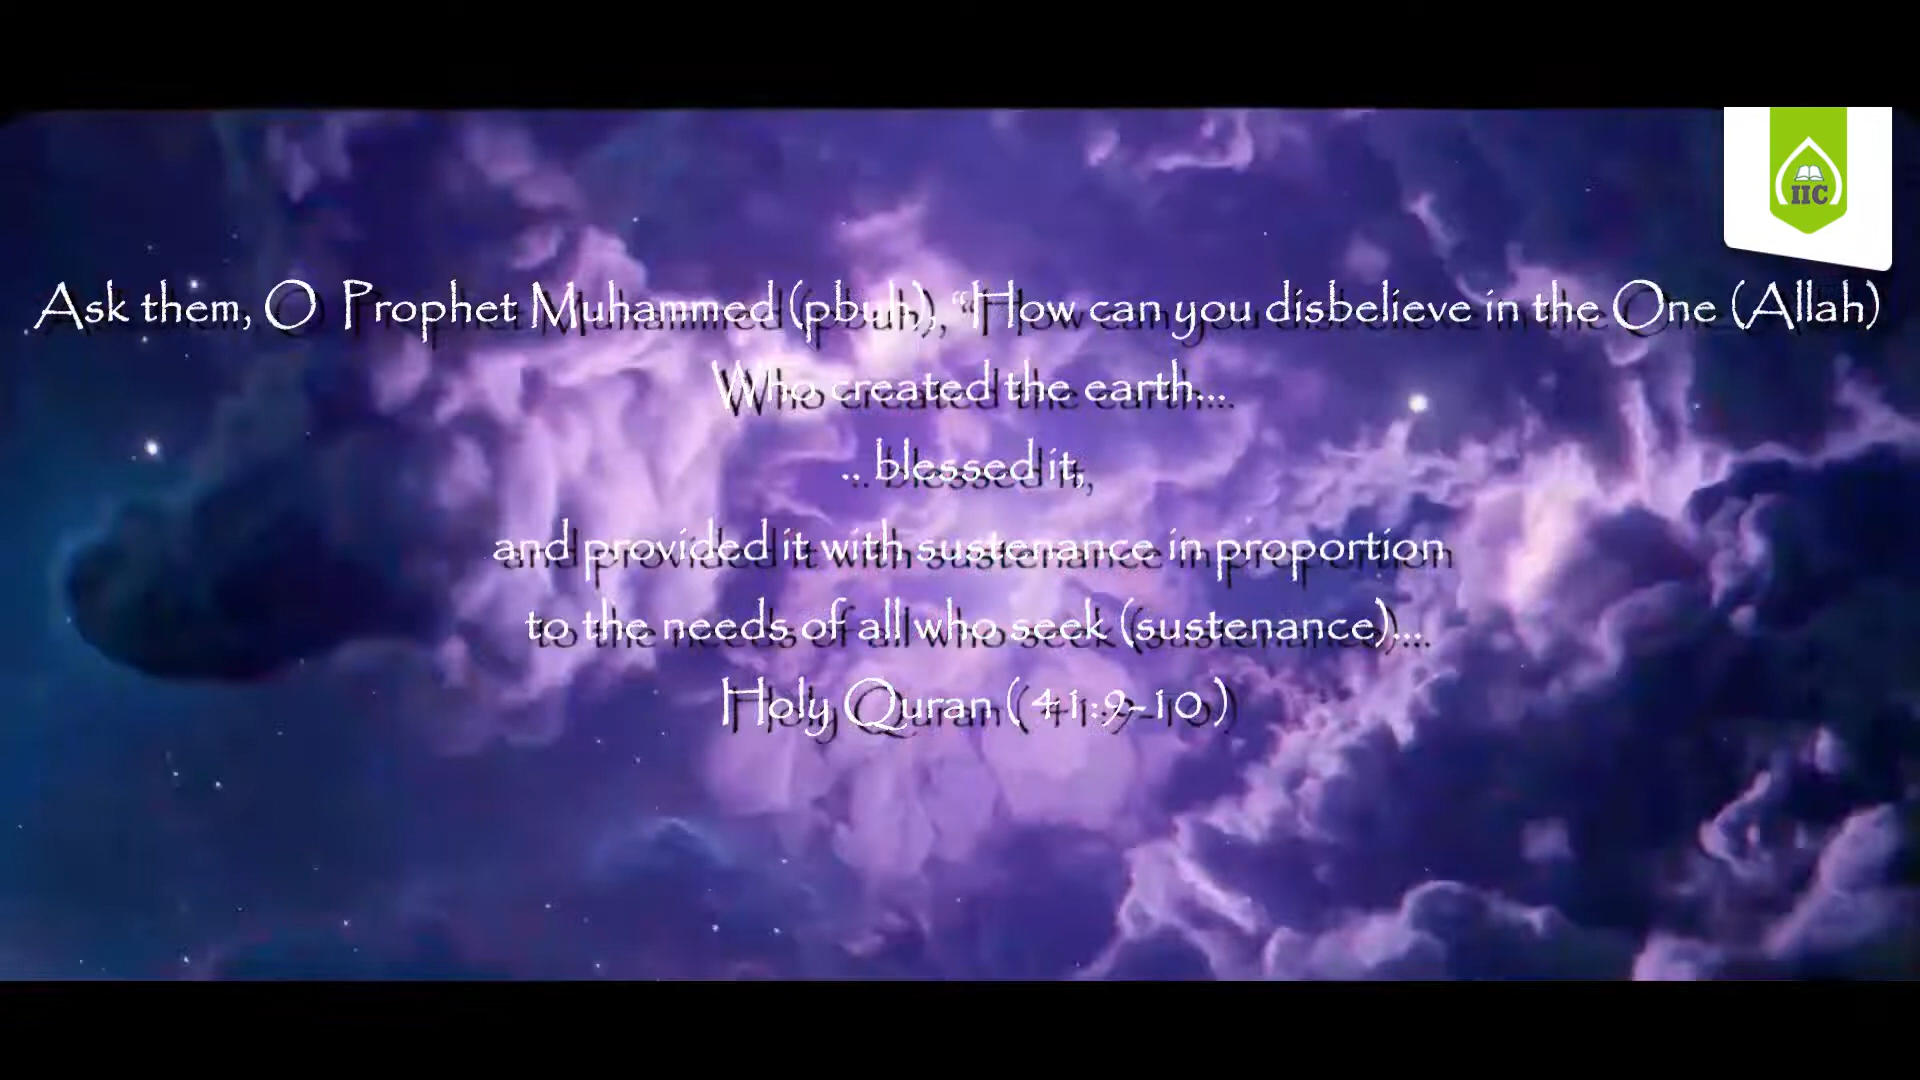 IIC
Ask them, O Prophet Muhammed (pbuh), “How can you disbelieve in the One (Allah)
Who created the earth...
.. blessed it,
and provided it with sustenance in proportion
to the needs of all who seek (sustenance)...
Holy Quran ( 41:9-10 )